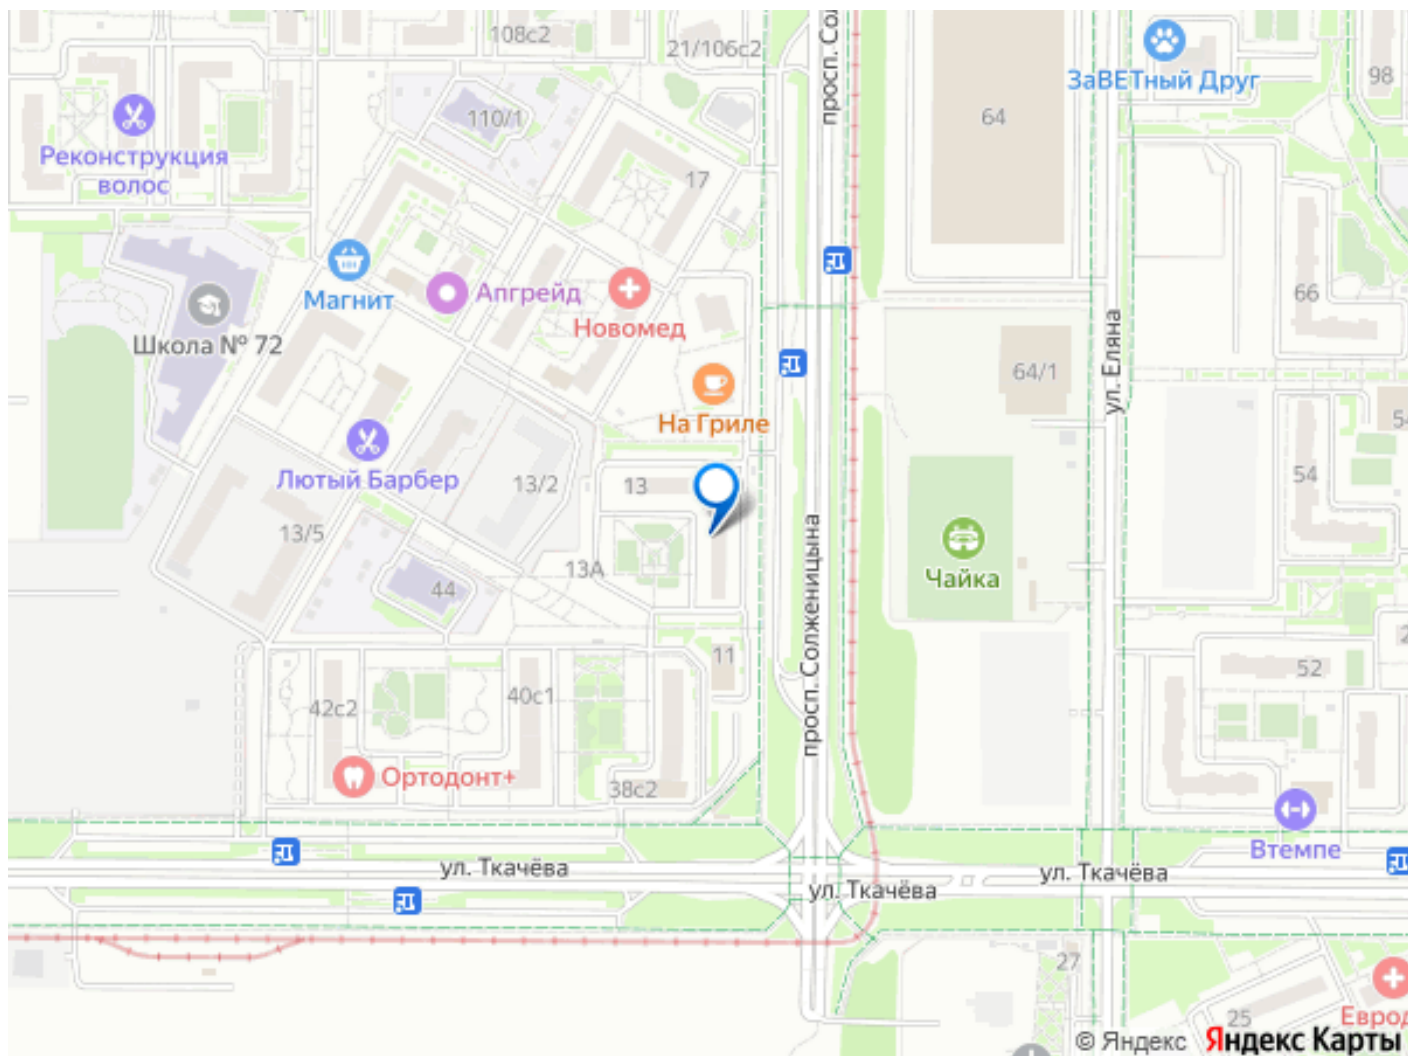 108с2
21/106с2
просп. Сол
ЗаВЕТный Друг
98
64
110/1
Реконструкция
волос
17
Магнит
Апгрейд
Новомед
66
Школа № 72
ул. Еляна
64/1
На Гриле
54
Лютый Барбер
13/2
13
54
13/5
просп. Солженицына
13А
Чайка
44
11
52
42с2
40с1
Ортодонт+
38с2
Втемпе
ул. Ткачёва
ул. Ткачёва
ул. Ткачёва
27
25
Еврод
© Яндекс
Яндекс Карты